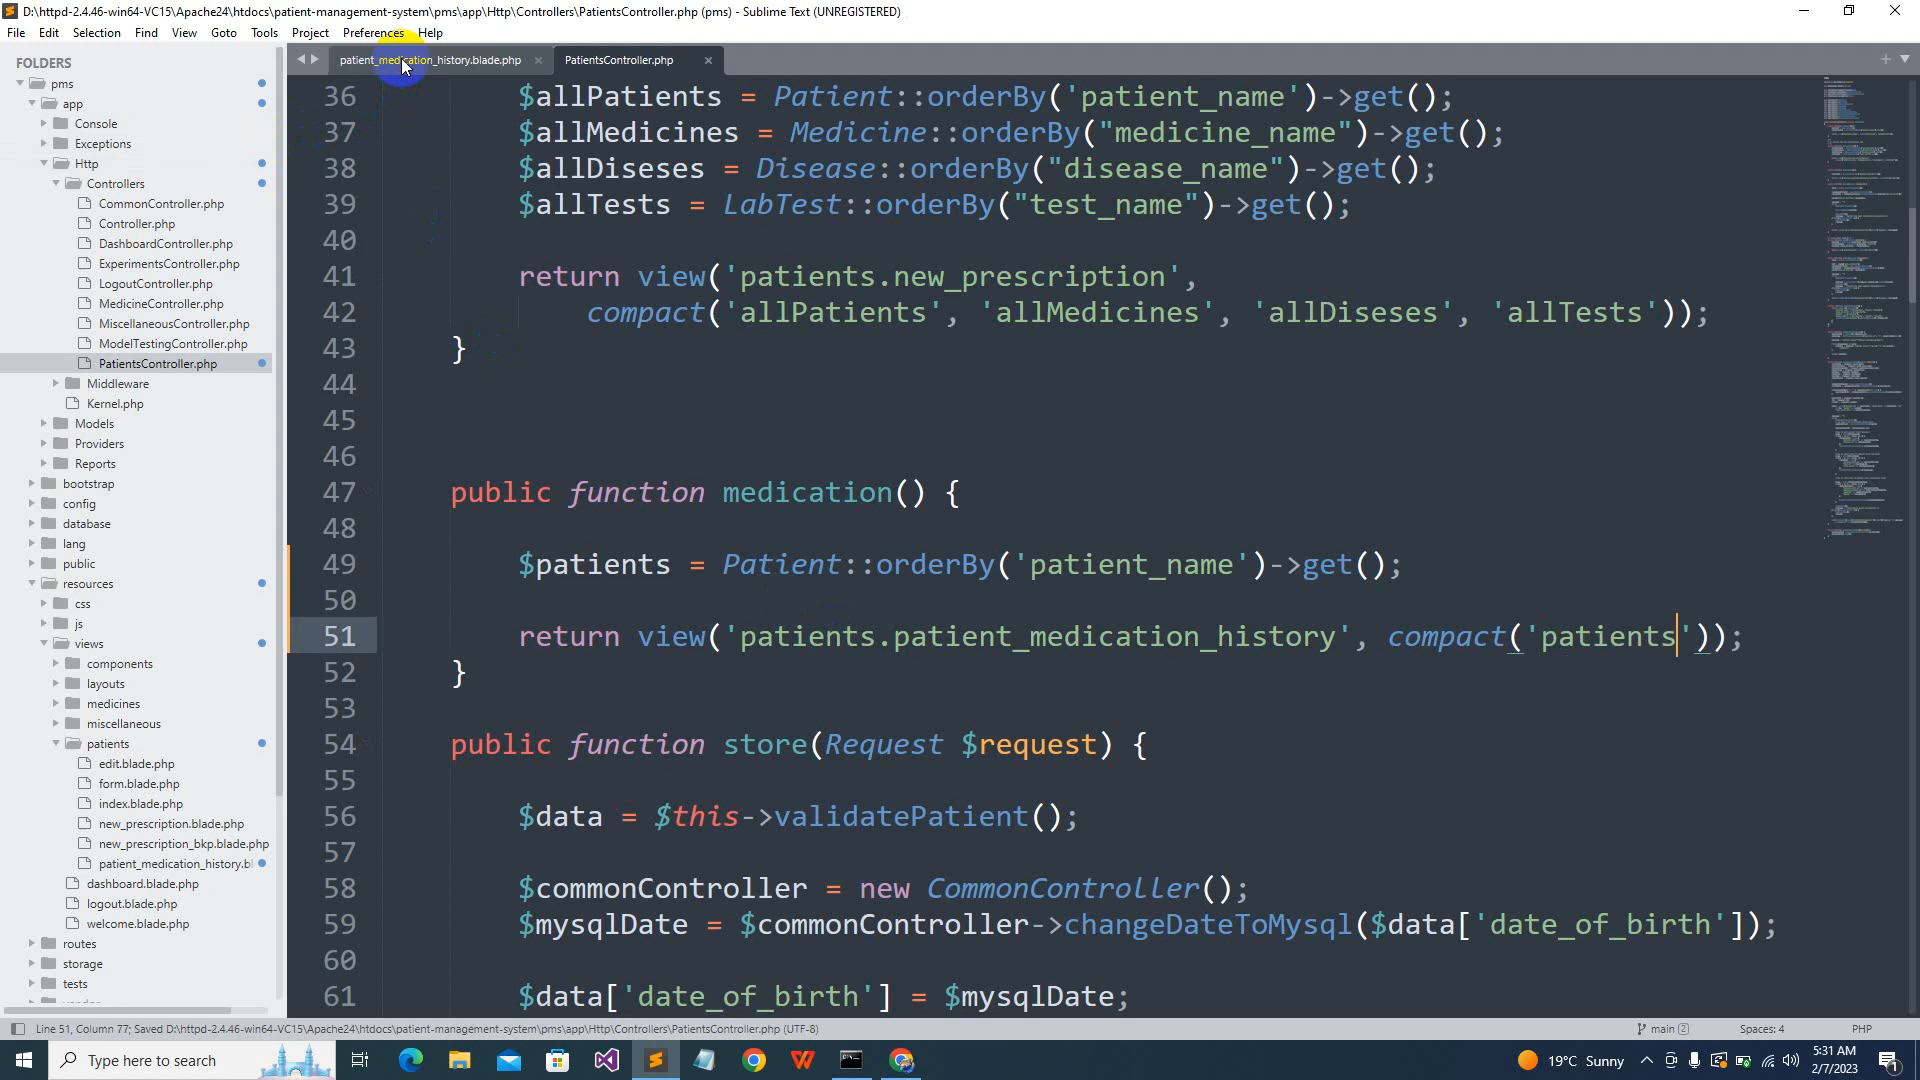 D:\httpd-2.4.46-win64-VC15\Apache24\htdocs\patient-management-system\pms\app\Http\Controllers\PatientsController.php (pms) - Sublime Text (UNREGISTERED)
File Edit Selection Find View Goto Tools Project Preferences Help
FOLDERS
pms
app
Console
Exceptions
Http
Controllers
CommonController.php
Controller.php
DashboardController.php
ExperimentsController.php
LogoutController.php
MedicineController.php
MiscellaneousController.php
ModelTestingController.php
PatientsController.php
Middleware
Kernel.php
Models
Providers
Reports
bootstrap
config
database
lang
public
resources
css
js
views
components
layouts
medicines
miscellaneous
patients
edit.blade.php
form.blade.php
index.blade.php
new_prescription.blade.php
new_prescription_bkp.blade.php
patient_medication_history.bl
dashboard.blade.php
logout.blade.php
welcome.blade.php
routes
storage
tests
patient_medication_history.blade.php PatientsController.php
36 $allPatients = Patient::orderBy('patient_name')->get();
37 $allMedicines = Medicine::orderBy("medicine_name")->get();
38 $allDiseses = Disease::orderBy("disease_name")->get();
39 $allTests = LabTest::orderBy("test_name")->get();
40
41 return view('patients.new_prescription',
42 compact('allPatients', 'allMedicines', 'allDiseses', 'allTests'));
43 }
44
45
46
47 public function medication() {
48
49 $patients = Patient::orderBy('patient_name')->get();
50
51 return view('patients.patient_medication_history', compact('patients'));
52 }
53
54 public function store(Request $request) {
55
56 $data = $this->validatePatient();
57
58 $commonController = new CommonController();
59 $mysqlDate = $commonController->changeDateToMysql($data['date_of_birth']);
60
61 $data['date_of_birth'] = $mysqlDate;
Line 51, Column 77; Saved D:\httpd-2.4.46-win64-VC15\Apache24\htdocs\patient-management-system\pms\app\Http\Controllers\PatientsController.php (UTF-8) main 2 Spaces: 4 PHP
Type here to search
19°C Sunny
5:31 AM
2/7/2023
1